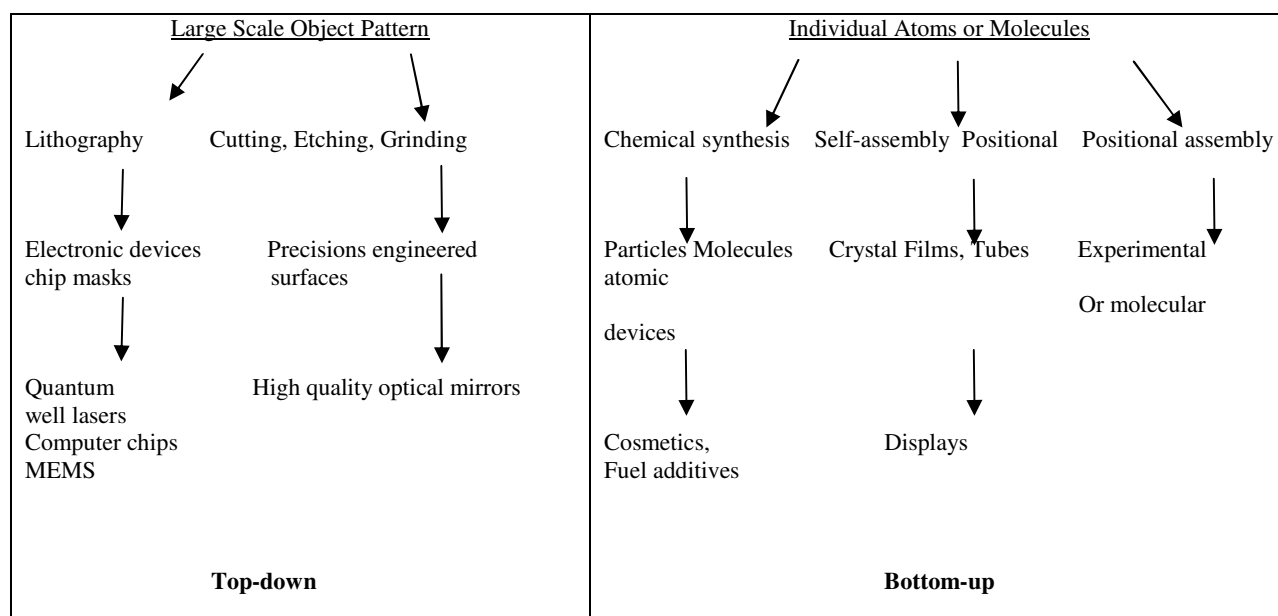 Large Scale Object Pattern
Lithography
Cutting, Etching, Grinding
Electronic devices
chip masks
Precisions engineered
surfaces
Quantum
well lasers
Computer chips
MEMS
High quality optical mirrors
Top-down
Individual Atoms or Molecules
Chemical synthesis
Self-assembly Positional
Positional assembly
Particles Molecules
atomic
devices
Crystal Films, Tubes
Experimental
Or molecular
Cosmetics,
Fuel additives
Displays
Bottom-up